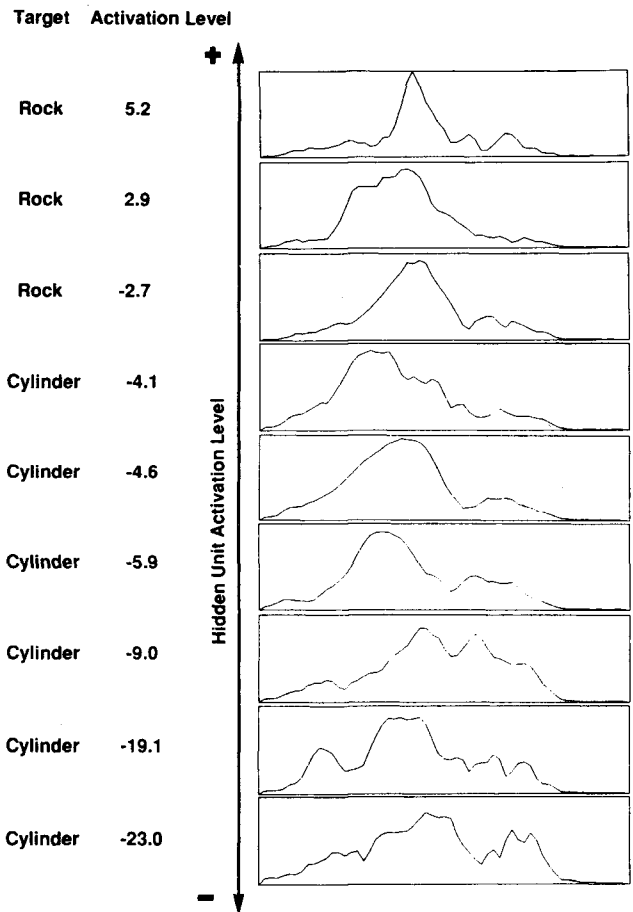 Target Activation Level
+
Rock 5.2
Rock 2.9
Rock -2.7
Cylinder -4.1
Cylinder -4.6
Cylinder -5.9
Cylinder -9.0
Cylinder -19.1
Cylinder -23.0
−
Hidden Unit Activation Level